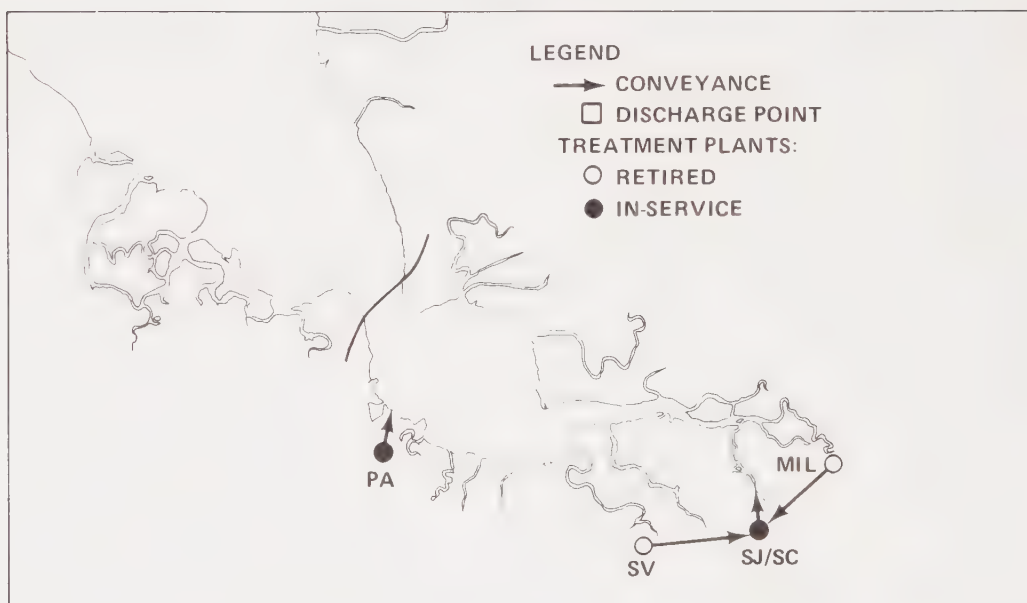 LEGEND
CONVEYANCE
DISCHARGE POINT
TREATMENT PLANTS:
RETIRED
IN-SERVICE
PA
MIL
SV
SJ/SC